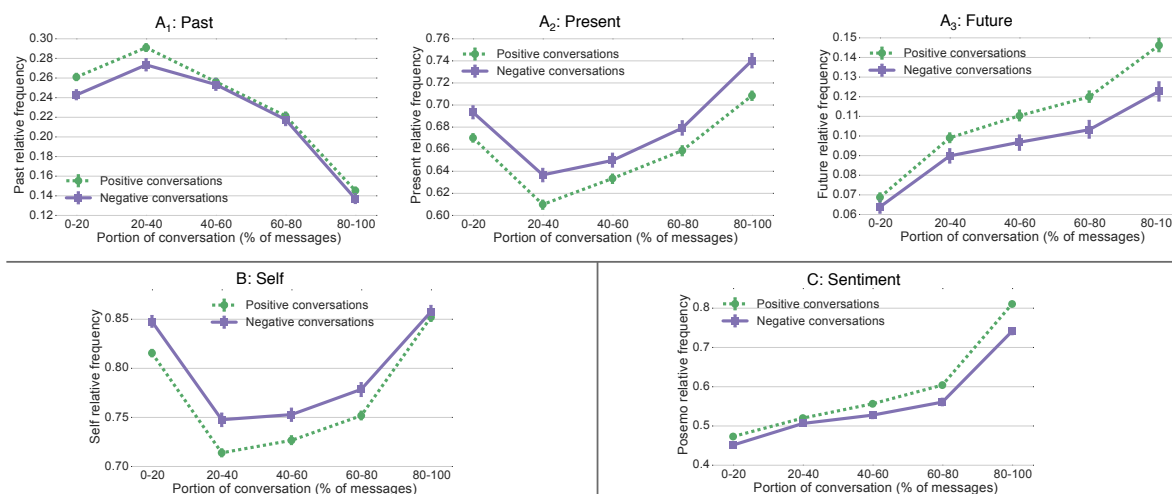 A1: Past
Past relative frequency
0.30
0.28
0.26
0.24
0.22
0.20
0.18
0.16
0.14
0.12
Positive conversations
Negative conversations
0-20 20-40 40-60 60-80 80-100
Portion of conversation (% of messages)
A2: Present
Present relative frequency
0.76
0.74
0.72
0.70
0.68
0.66
0.64
0.62
0.60
Positive conversations
Negative conversations
0-20 20-40 40-60 60-80 80-100
Portion of conversation (% of messages)
A3: Future
Future relative frequency
0.15
0.14
0.13
0.12
0.11
0.10
0.09
0.08
0.07
0.06
Positive conversations
Negative conversations
0-20 20-40 40-60 60-80 80-100
Portion of conversation (% of messages)
B: Self
Self relative frequency
0.85
0.80
0.75
0.70
Positive conversations
Negative conversations
0-20 20-40 40-60 60-80 80-100
Portion of conversation (% of messages)
C: Sentiment
Posemo relative frequency
0.8
0.7
0.6
0.5
0.4
Positive conversations
Negative conversations
0-20 20-40 40-60 60-80 80-100
Portion of conversation (% of messages)